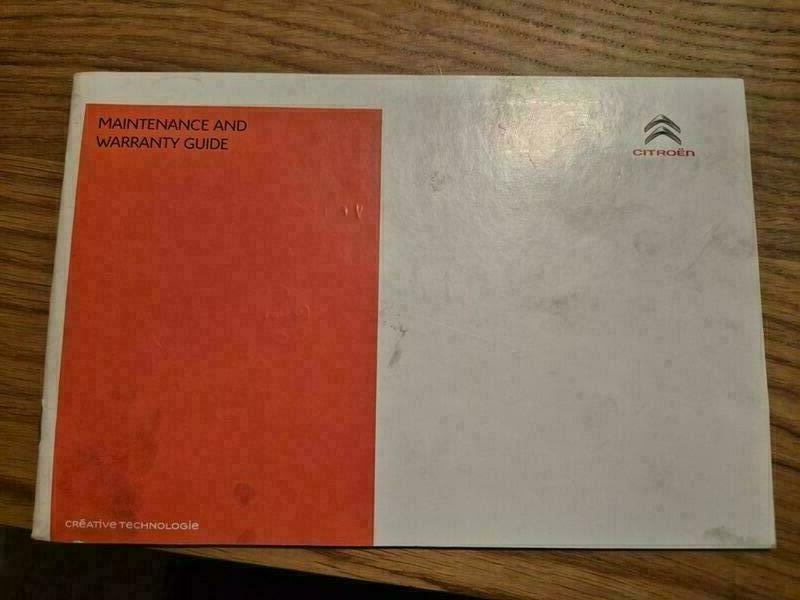 MAINTENANCE AND
WARRANTY GUIDE
CITROËN
CRÉATIVE TECHNOLOGIE